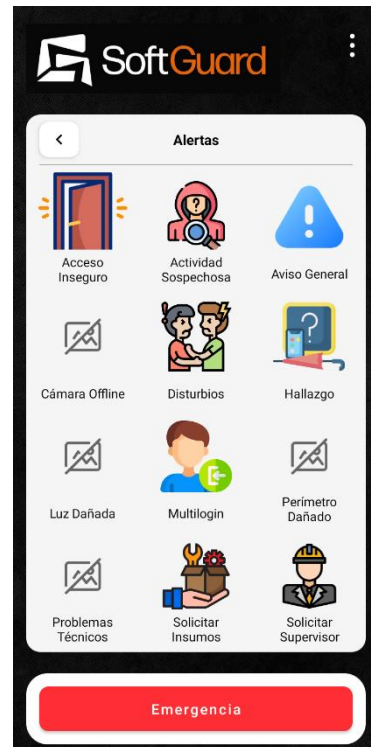 SoftGuard
Alertas
Acceso
Inseguro
Actividad
Sospechosa
Aviso General
Cámara Offline
Disturbios
Hallazgo
Luz Dañada
Multilogin
Perímetro
Dañado
Problemas
Técnicos
Solicitar
Insumos
Solicitar
Supervisor
Emergencia